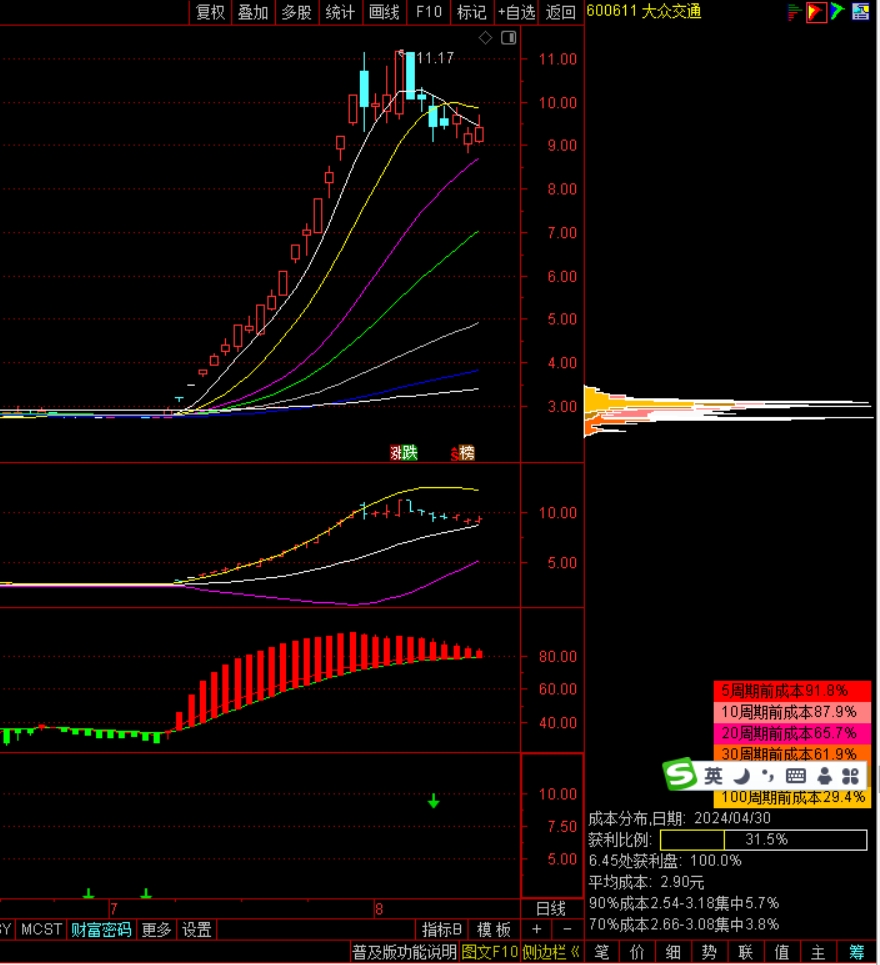 复权 叠加 多股 统计 画线 F10 标记 +自选 返回 600611 大众交通
11.17
11.00
10.00
9.00
8.00
7.00
6.00
5.00
4.00
3.00
涨跌 榜
10.00
5.00
80.00
60.00
40.00
5周期前成本91.8%
10周期前成本87.9%
20周期前成本65.7%
30周期前成本61.9%
英
100周期前成本29.4%
10.00
7.50
5.00
成本分布,日期: 2024/04/30
获利比例: 31.5%
6.45处获利盘: 100.0%
平均成本: 2.90元
90%成本2.54-3.18集中5.7%
70%成本2.66-3.08集中3.8%
7 8 日线
MCST 财富密码 更多 设置 指标B 模板 + -
普及版功能说明 图文F10 侧边栏《 笔 价 细 势 联 值 主 筹